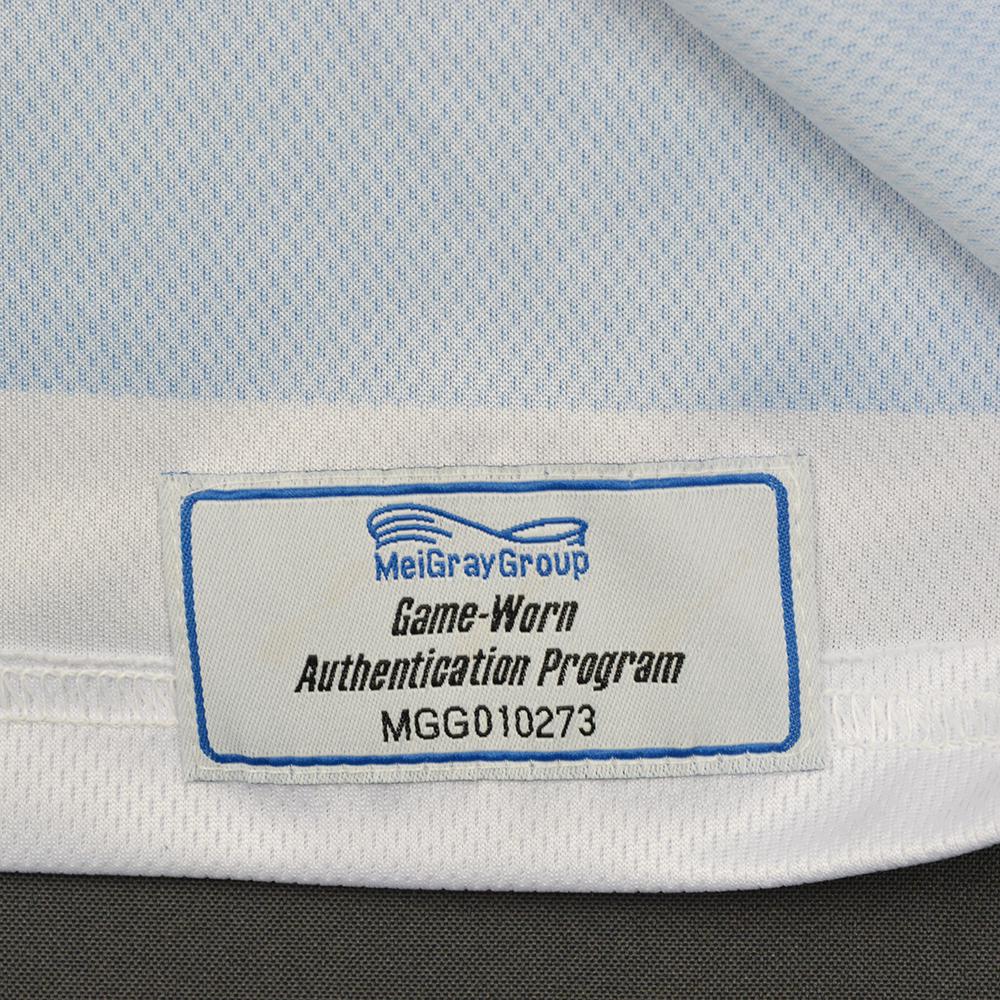 MeiGrayGroup
Game-Worn
Authentication Program
MGG010273